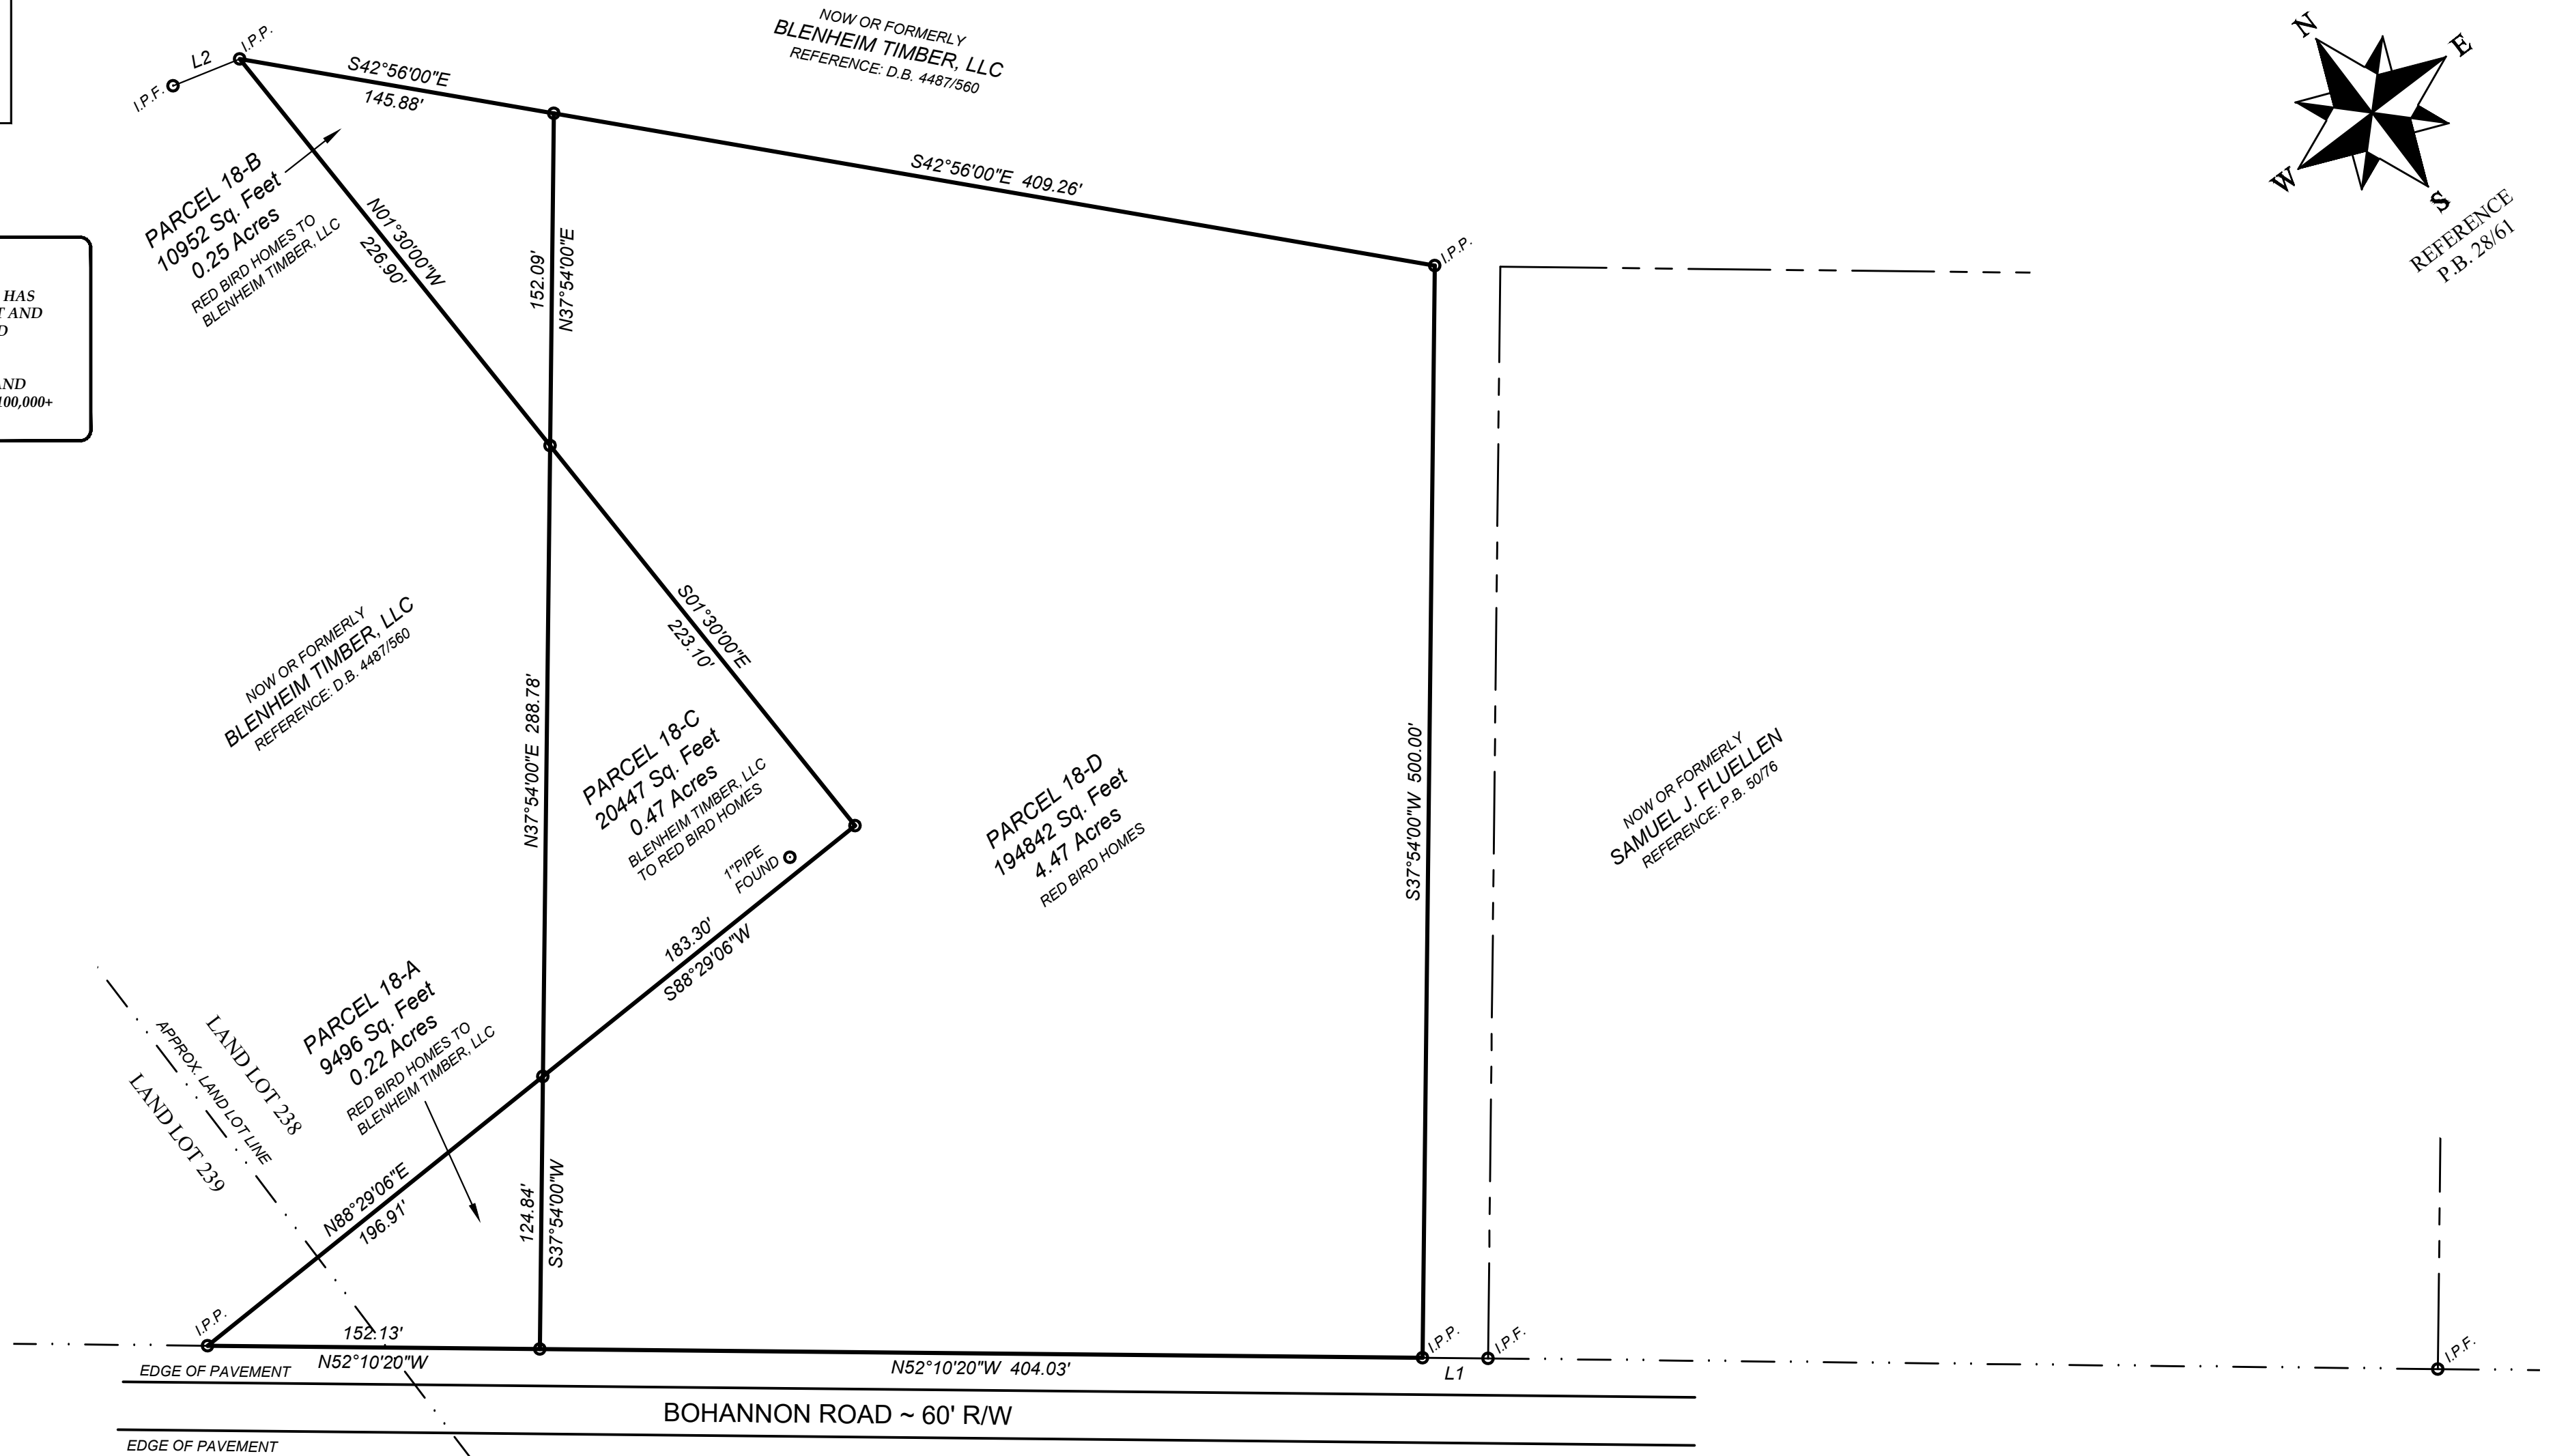 NOW OR FORMERLY
BLENHEIM TIMBER, LLC
REFERENCE: D.B. 4487/560
N
E
W
S
REFERENCE
P.B. 28/61
I.P.F.
L2
I.P.P.
S42°56'00"E
145.88'
S42°56'00"E 409.26'
I.P.P.
PARCEL 18-B
10952 Sq. Feet
0.25 Acres
RED BIRD HOMES TO
BLENHEIM TIMBER, LLC
N01°30'00"W
226.90'
152.09'
N37°54'00"E
HAS
AND
100,000+
NOW OR FORMERLY
BLENHEIM TIMBER, LLC
REFERENCE: D.B. 4487/560
N37°54'00"E 288.78'
S01°30'00"E
223.10'
PARCEL 18-C
20447 Sq. Feet
0.47 Acres
BLENHEIM TIMBER, LLC
TO RED BIRD HOMES
1"PIPE
FOUND
183.30'
S88°29'06"W
PARCEL 18-D
194842 Sq. Feet
4.47 Acres
RED BIRD HOMES
S37°54'00"W 500.00'
NOW OR FORMERLY
SAMUEL J. FLUELLEN
REFERENCE: P.B. 50/76
PARCEL 18-A
9496 Sq. Feet
0.22 Acres
RED BIRD HOMES TO
BLENHEIM TIMBER, LLC
LAND LOT 238
APPROX. LAND LOT LINE
LAND LOT 239
N88°29'06"E
196.91'
124.84'
S37°54'00"W
I.P.P.
152.13'
N52°10'20"W
N52°10'20"W 404.03'
I.P.P.
L1
I.P.F.
I.P.F.
EDGE OF PAVEMENT
BOHANNON ROAD ~ 60' R/W
EDGE OF PAVEMENT